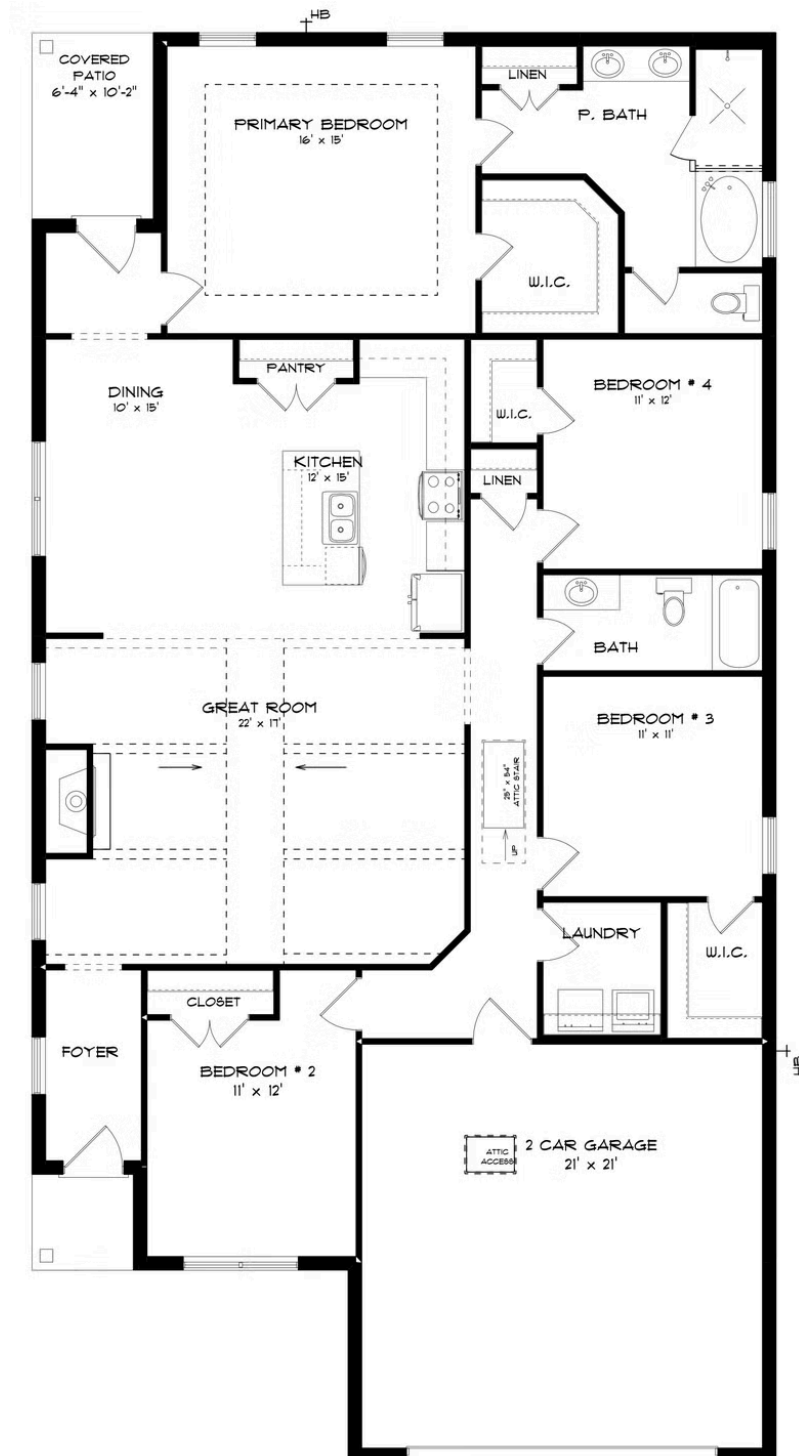 HB
COVERED
PATIO
6'-4" x 10'-2"
LINEN
P. BATH
PRIMARY BEDROOM
16' x 15'
W.I.C.
DINING
10' x 15'
PANTRY
BEDROOM # 4
11' x 12'
W.I.C.
KITCHEN
12' x 15'
LINEN
BATH
GREAT ROOM
22' x 17'
BEDROOM # 3
11' x 11'
25" x 54"
ATTIC STAIR
UP
LAUNDRY
W.I.C.
CLOSET
FOYER
BEDROOM # 2
11' x 12'
HB
2 CAR GARAGE
21' x 21'
ATTIC
ACCESS